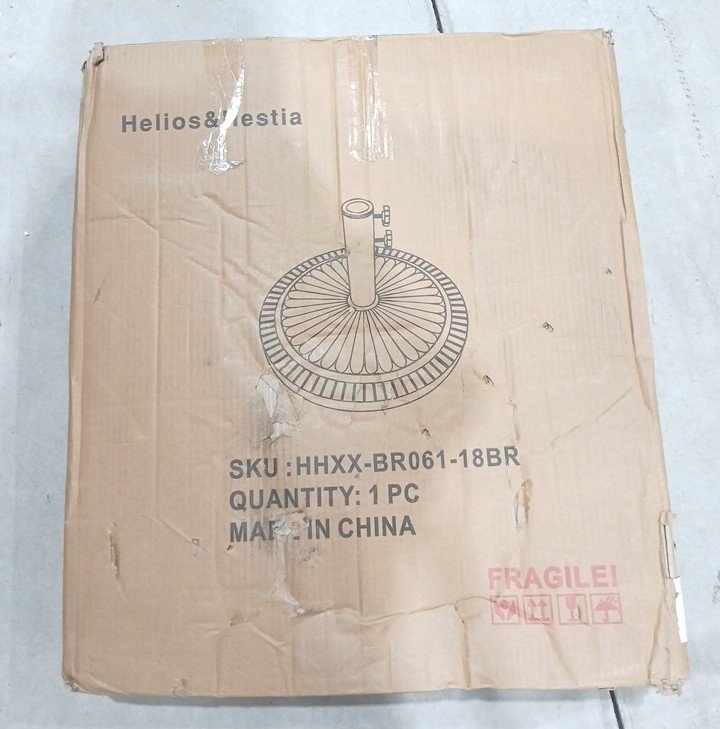 Helios&Hestia
SKU :HHXX-BR061-18BR
QUANTITY: 1 PC
MADE IN CHINA
FRAGILE!